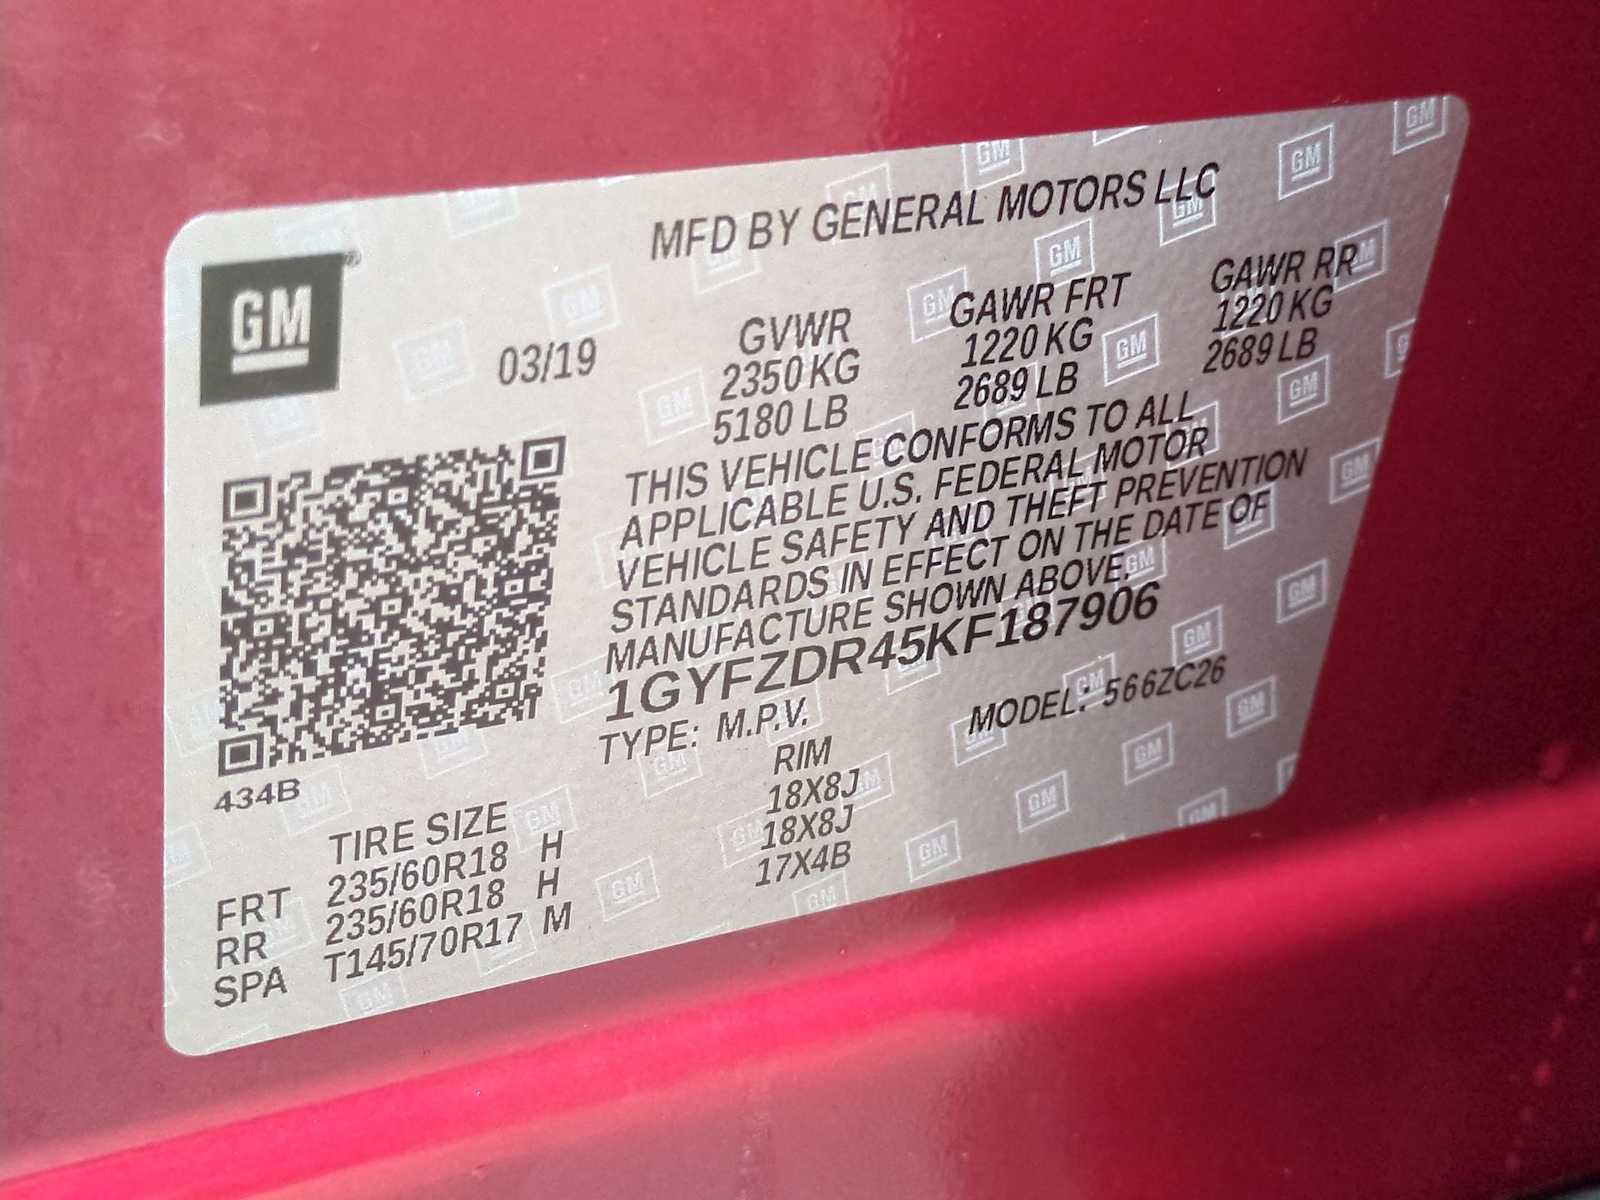 MFD BY GENERAL MOTORS LLC
GM®
03/19
GVWR GAWR FRT GAWR RR
2350 KG 1220 KG 1220 KG
5180 LB 2689 LB 2689 LB
THIS VEHICLE CONFORMS TO ALL
APPLICABLE U.S. FEDERAL MOTOR
VEHICLE SAFETY AND THEFT PREVENTION
STANDARDS IN EFFECT ON THE DATE OF
MANUFACTURE SHOWN ABOVE.
1GYFZDR45KF187906
TYPE: M.P.V. MODEL: 566ZC26
434B
TIRE SIZE RIM
FRT 235/60R18 H 18X8J
RR 235/60R18 H 18X8J
SPA T145/70R17 M 17X4B